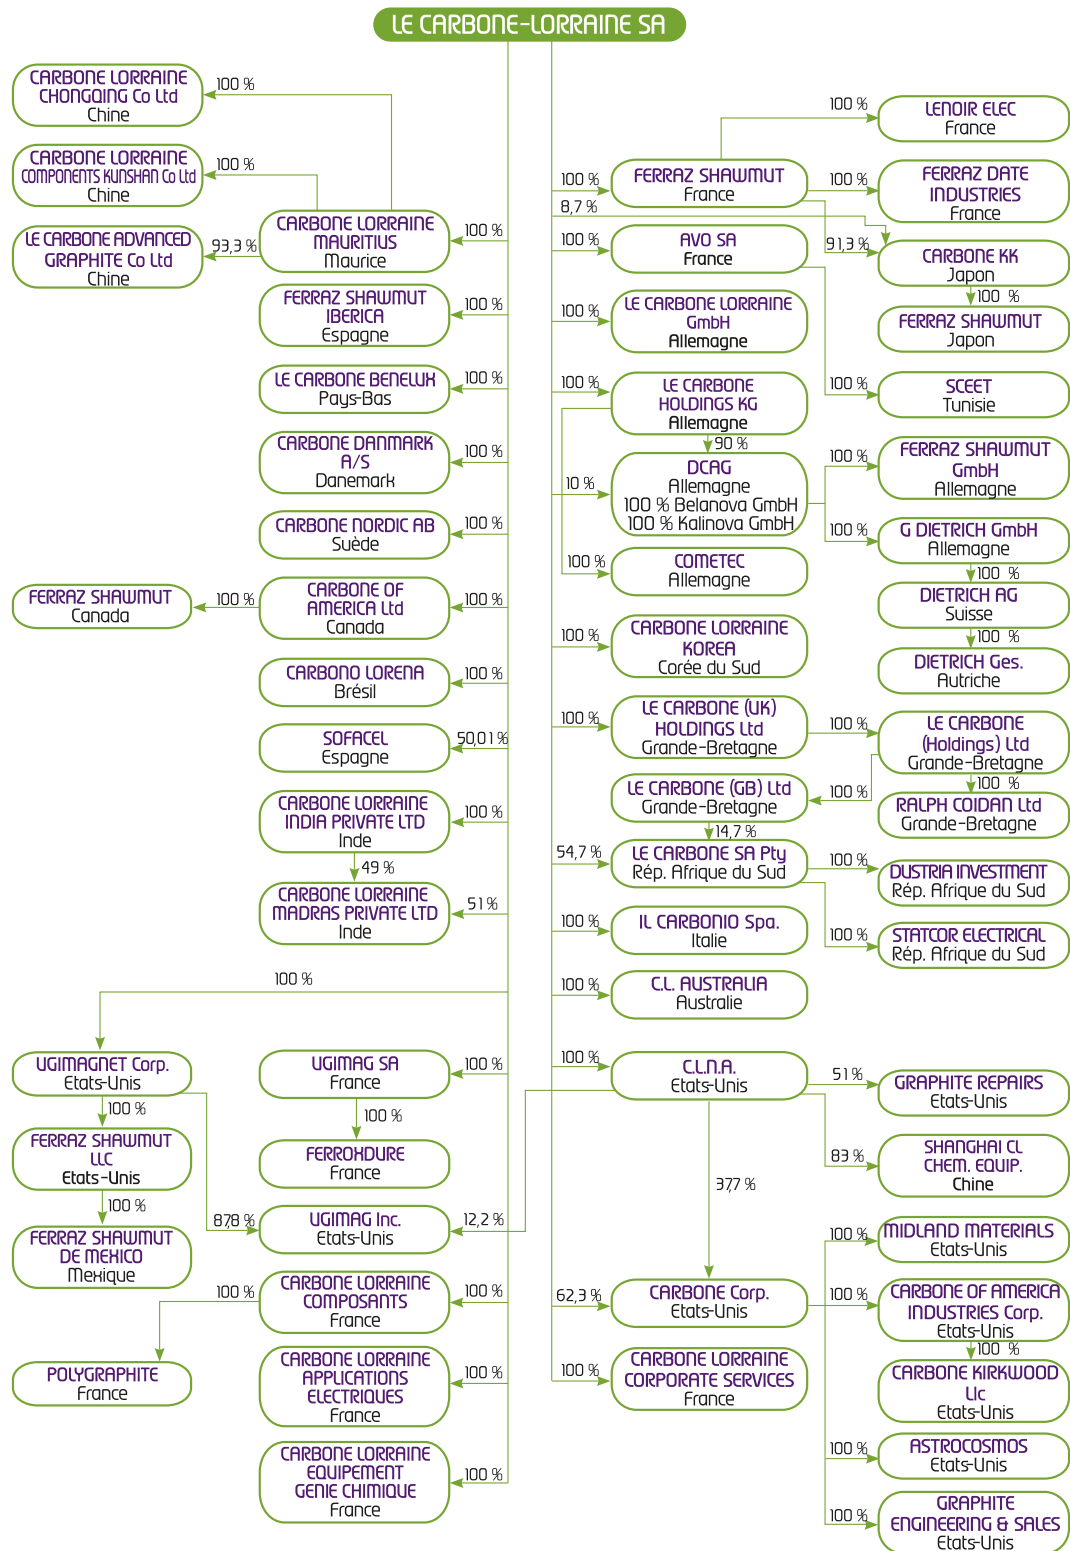 LE CARBONE-LORRAINE SA
CARBONE LORRAINE
CHONGQING Co Ltd
Chine
100 %
CARBONE LORRAINE
COMPONENTS KUNSHAN Co Ltd
Chine
100 %
LE CARBONE ADVANCED
GRAPHITE Co Ltd
Chine
93,3 %
CARBONE LORRAINE
MAURITIUS
Maurice
100 %
FERRAZ SHAWMUT
IBERICA
Espagne
100 %
LE CARBONE BENELUX
Pays-Bas
100 %
CARBONE DANMARK
A/S
Danemark
100 %
CARBONE NORDIC AB
Suède
100 %
FERRAZ SHAWMUT
Canada
100 %
CARBONE OF
AMERICA Ltd
Canada
100 %
CARBONO LORENA
Brésil
100 %
SOFACEL
Espagne
50,01 %
CARBONE LORRAINE
INDIA PRIVATE LTD
Inde
100 %
49 %
CARBONE LORRAINE
MADRAS PRIVATE LTD
Inde
51 %
100 %
UGIMAGNET Corp.
Etats-Unis
100 %
FERRAZ SHAWMUT
LLC
Etats-Unis
100 %
FERRAZ SHAWMUT
DE MEXICO
Mexique
UGIMAG SA
France
100 %
100 %
FERROXDURE
France
87,8 %
UGIMAG Inc.
Etats-Unis
12,2 %
100 %
CARBONE LORRAINE
COMPOSANTS
France
100 %
POLYGRAPHITE
France
CARBONE LORRAINE
APPLICATIONS
ELECTRIQUES
France
100 %
CARBONE LORRAINE
EQUIPEMENT
GENIE CHIMIQUE
France
100 %
100 %
LENOIR ELEC
France
100 %
FERRAZ SHAWMUT
France
100 %
FERRAZ DATE
INDUSTRIES
France
8,7 %
100 %
AVO SA
France
91,3 %
CARBONE KK
Japon
100 %
FERRAZ SHAWMUT
Japon
100 %
LE CARBONE LORRAINE
GmbH
Allemagne
100 %
SCEET
Tunisie
100 %
LE CARBONE
HOLDINGS KG
Allemagne
90 %
10 %
DCAG
Allemagne
100 % Belanova GmbH
100 % Kalinova GmbH
100 %
FERRAZ SHAWMUT
GmbH
Allemagne
100 %
G DIETRICH GmbH
Allemagne
100 %
DIETRICH AG
Suisse
100 %
DIETRICH Ges.
Autriche
100 %
COMETEC
Allemagne
100 %
CARBONE LORRAINE
KOREA
Corée du Sud
100 %
LE CARBONE (UK)
HOLDINGS Ltd
Grande-Bretagne
100 %
LE CARBONE
(Holdings) Ltd
Grande-Bretagne
100 %
RALPH COIDAN Ltd
Grande-Bretagne
LE CARBONE (GB) Ltd
Grande-Bretagne
100 %
14,7 %
54,7 %
LE CARBONE SA Pty
Rép. Afrique du Sud
100 %
DUSTRIA INVESTMENT
Rép. Afrique du Sud
100 %
STATCOR ELECTRICAL
Rép. Afrique du Sud
100 %
IL CARBONIO Spa.
Italie
100 %
C.L. AUSTRALIA
Australie
100 %
C.L.N.A.
Etats-Unis
51 %
GRAPHITE REPAIRS
Etats-Unis
83 %
SHANGHAI CL
CHEM. EQUIP.
Chine
37,7 %
62,3 %
CARBONE Corp.
Etats-Unis
100 %
MIDLAND MATERIALS
Etats-Unis
100 %
CARBONE OF AMERICA
INDUSTRIES Corp.
Etats-Unis
100 %
CARBONE KIRKWOOD
Llc
Etats-Unis
100 %
CARBONE LORRAINE
CORPORATE SERVICES
France
100 %
ASTROCOSMOS
Etats-Unis
100 %
GRAPHITE
ENGINEERING & SALES
Etats-Unis